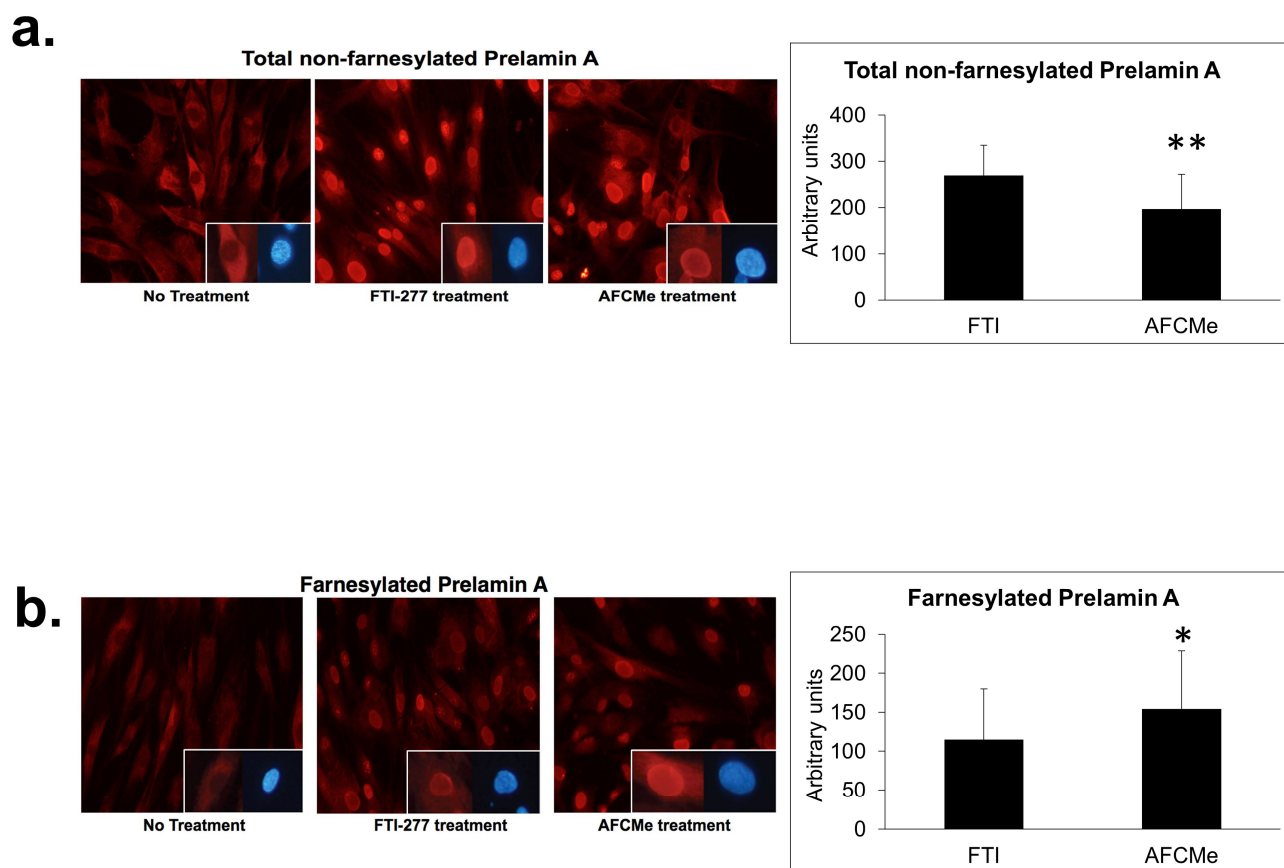 a.
Total non-farnesylated Prelamin A
No Treatment
FTI-277 treatment
AFCMe treatment
Total non-farnesylated Prelamin A
Arbitrary units
400
300
200
100
0
**
FTI
AFCMe
b.
Farnesylated Prelamin A
No Treatment
FTI-277 treatment
AFCMe treatment
Farnesylated Prelamin A
Arbitrary units
250
200
150
100
50
0
*
FTI
AFCMe